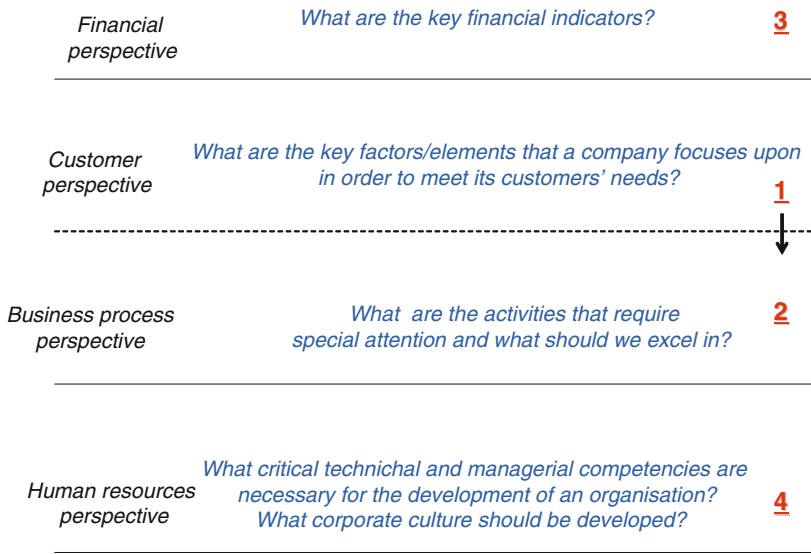 Financial perspective
What are the key financial indicators?
3
Customer perspective
What are the key factors/elements that a company focuses upon
in order to meet its customers' needs?
1
Business process perspective
What are the activities that require
special attention and what should we excel in?
2
Human resources perspective
What critical technichal and managerial competencies are
necessary for the development of an organisation?
What corporate culture should be developed?
4